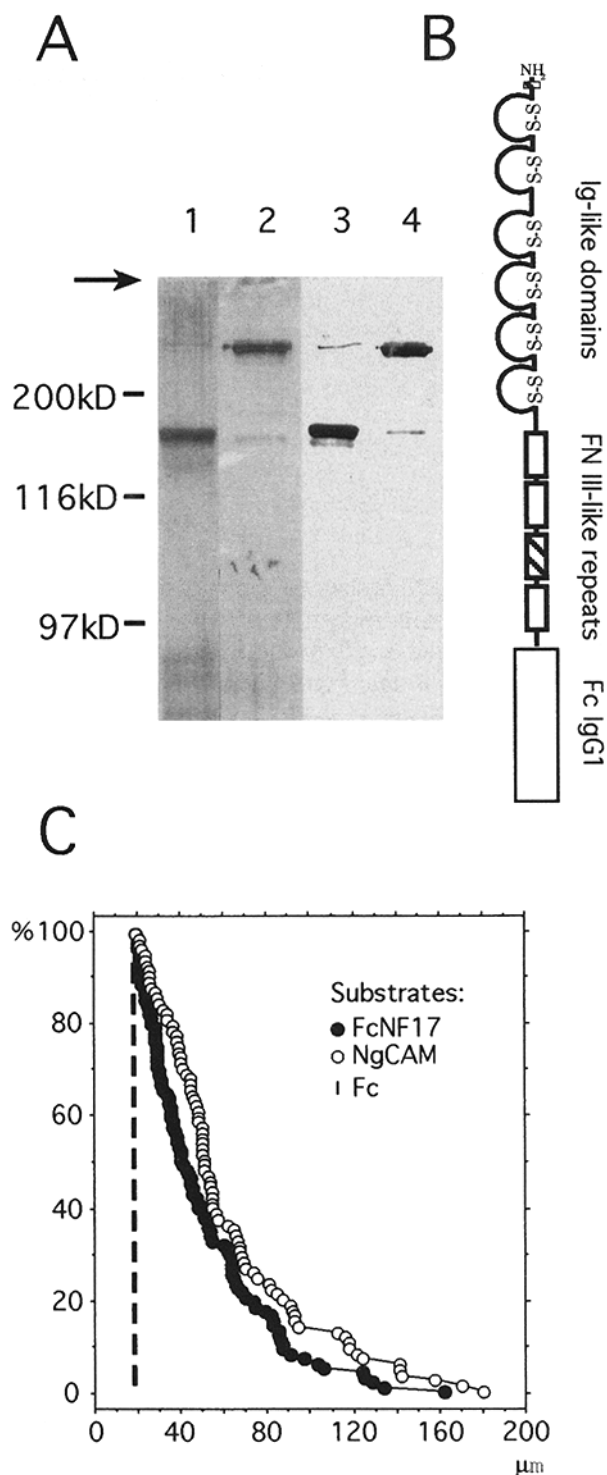 A
B
1 2 3 4
200kD
116kD
97kD
NH₂
S-S
S-S
S-S
S-S
S-S
S-S
Ig-like domains
FN III-like repeats
Fc IgG1
C
%100
80
60
40
20
0
Substrates:
FcNF17
NgCAM
Fc
0 40 80 120 160 200
μm